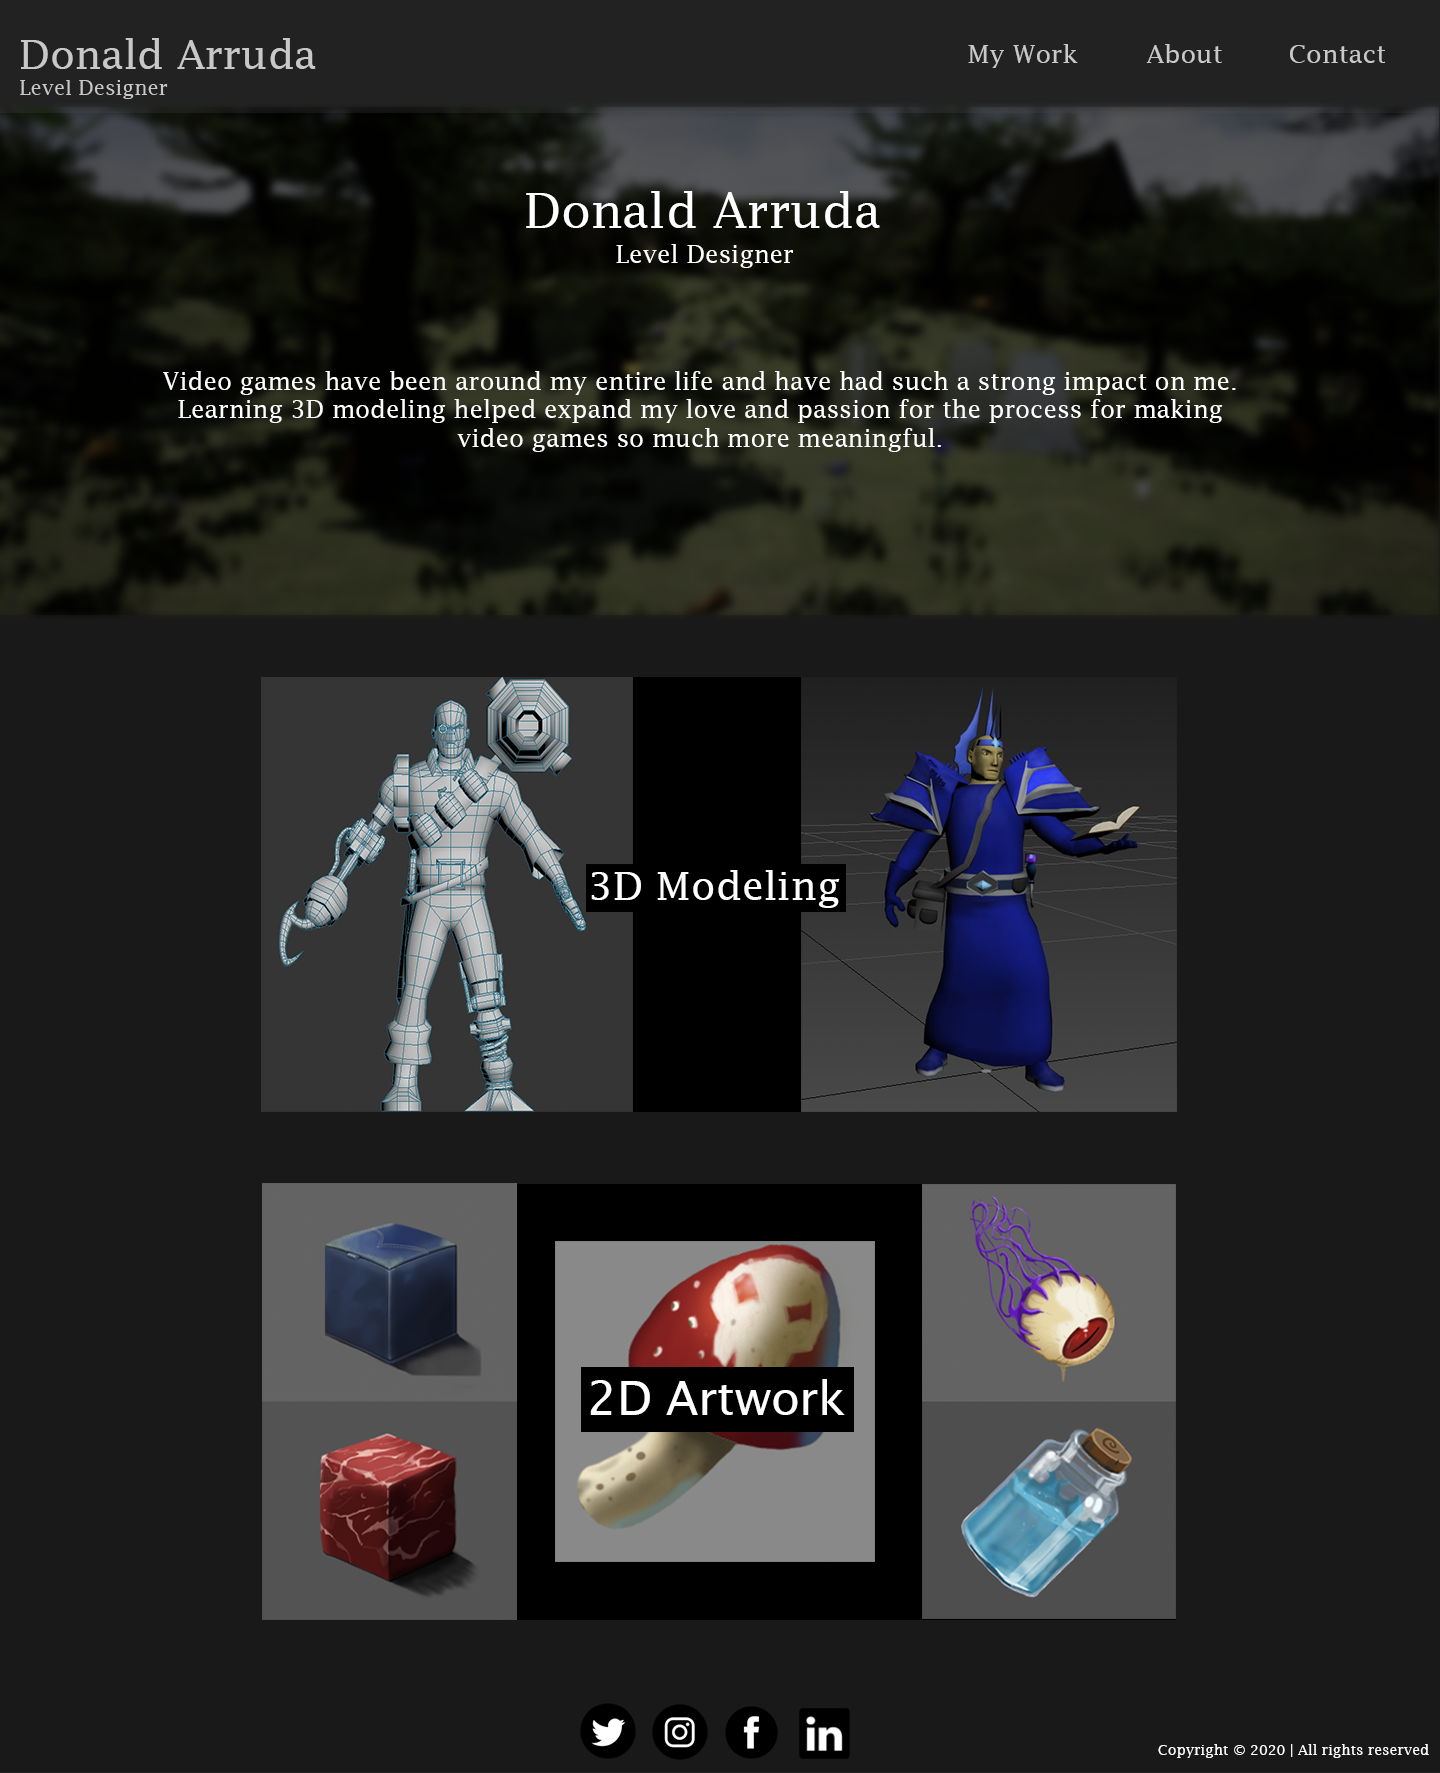 Donald Arruda
Level Designer
My Work
About
Contact
Donald Arruda
Level Designer
Video games have been around my entire life and have had such a strong impact on me.
Learning 3D modeling helped expand my love and passion for the process for making
video games so much more meaningful.
3D Modeling
2D Artwork
Copyright © 2020 | All rights reserved